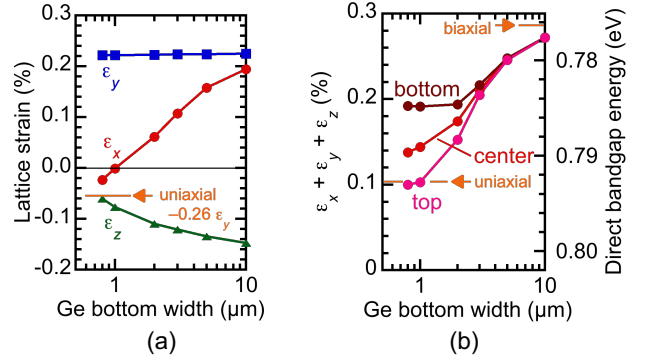 (a)
0.3
0.2
0.1
0.0
-0.1
-0.2
Lattice strain (%)
εy
εx
uniaxial
−0.26 εy
εz
1
10
Ge bottom width (μm)
(a)
0.3
0.2
0.1
0
εx + εy + εz (%)
biaxial
bottom
center
uniaxial
top
0.78
0.79
0.80
Direct bandgap energy (eV)
1
10
Ge bottom width (μm)
(b)